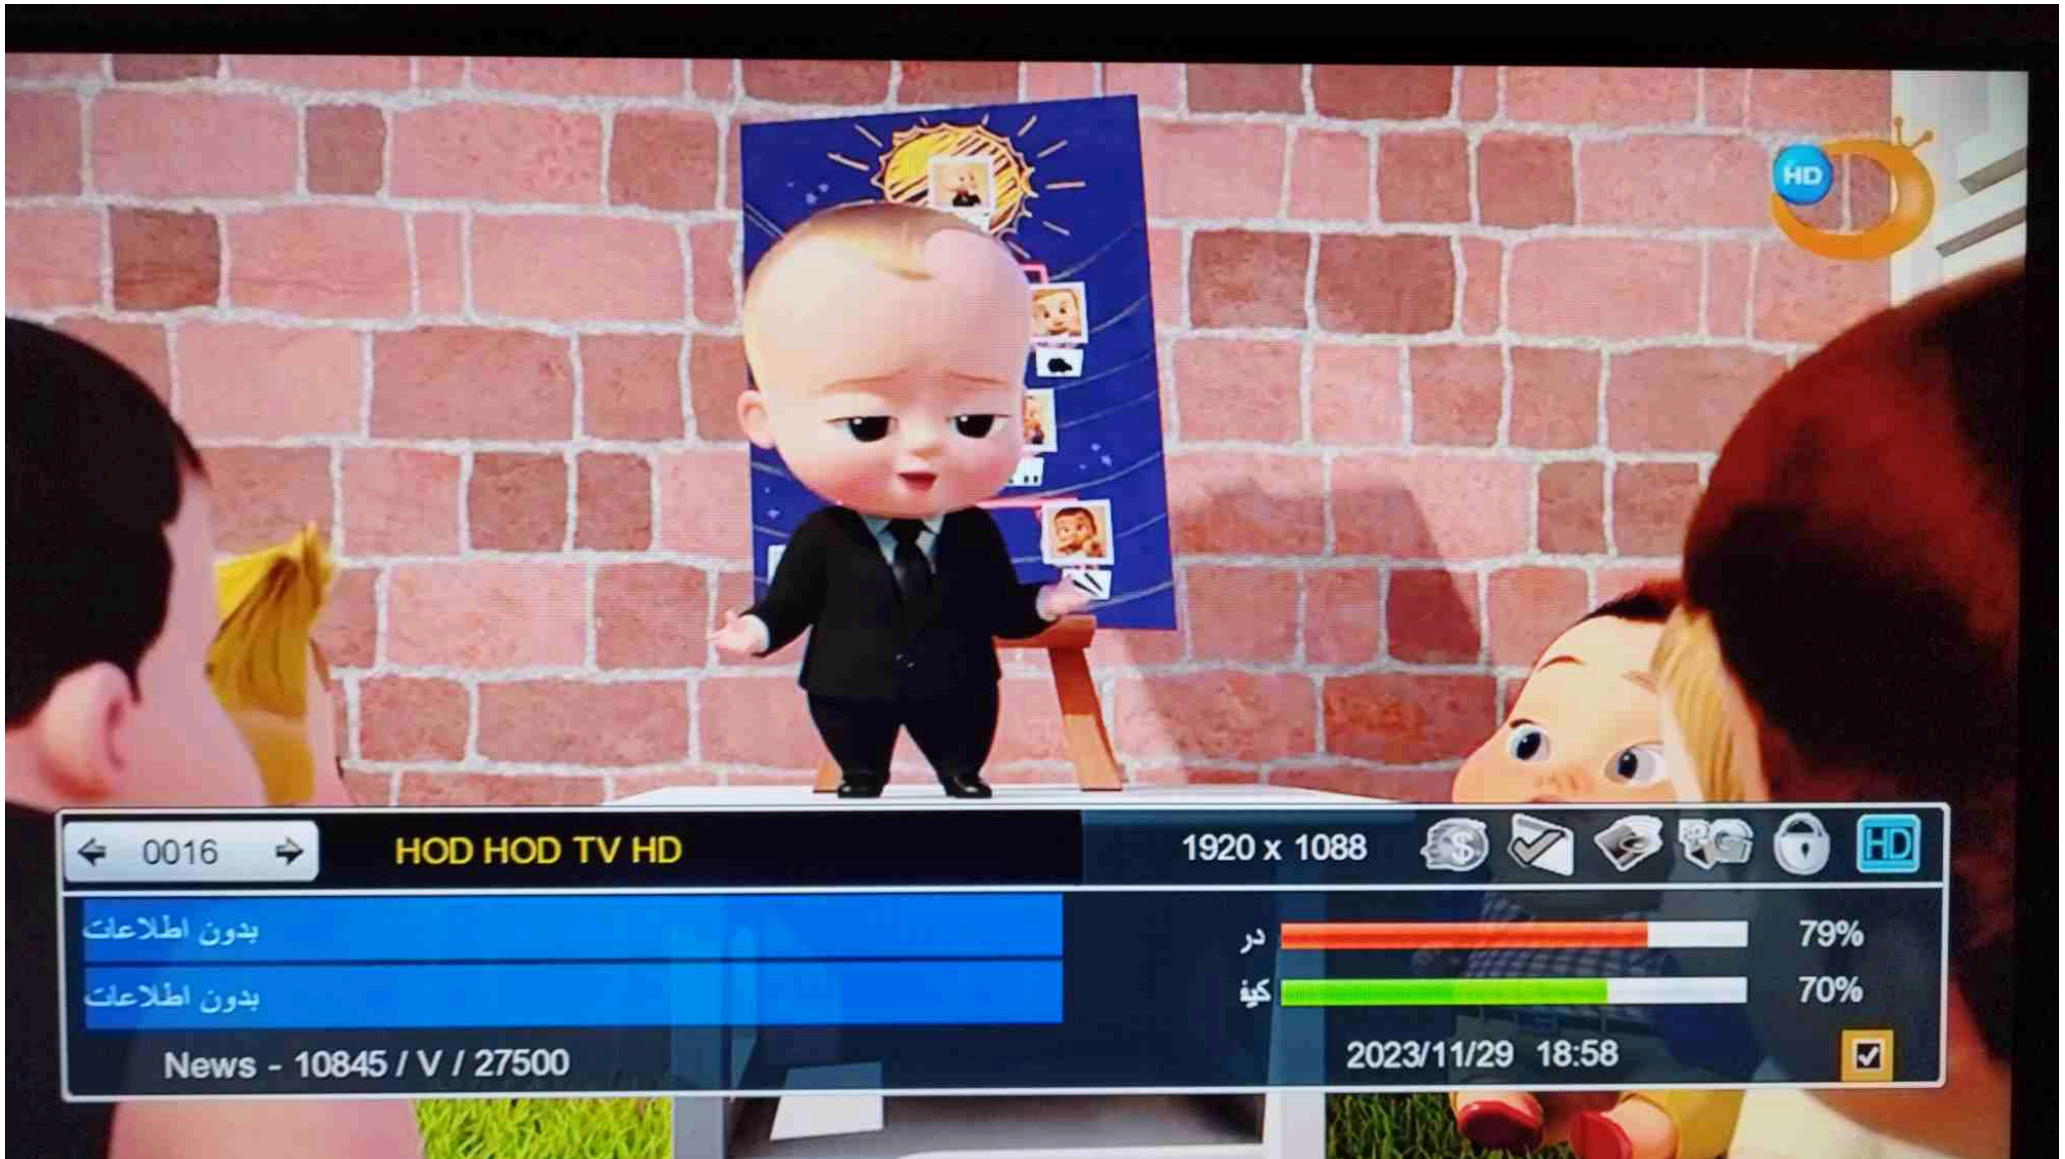 HD
0016
HOD HOD TV HD
1920 x 1088
HD
بدون اطلاعات
در
79%
بدون اطلاعات
کیف
70%
News - 10845 / V / 27500
2023/11/29 18:58